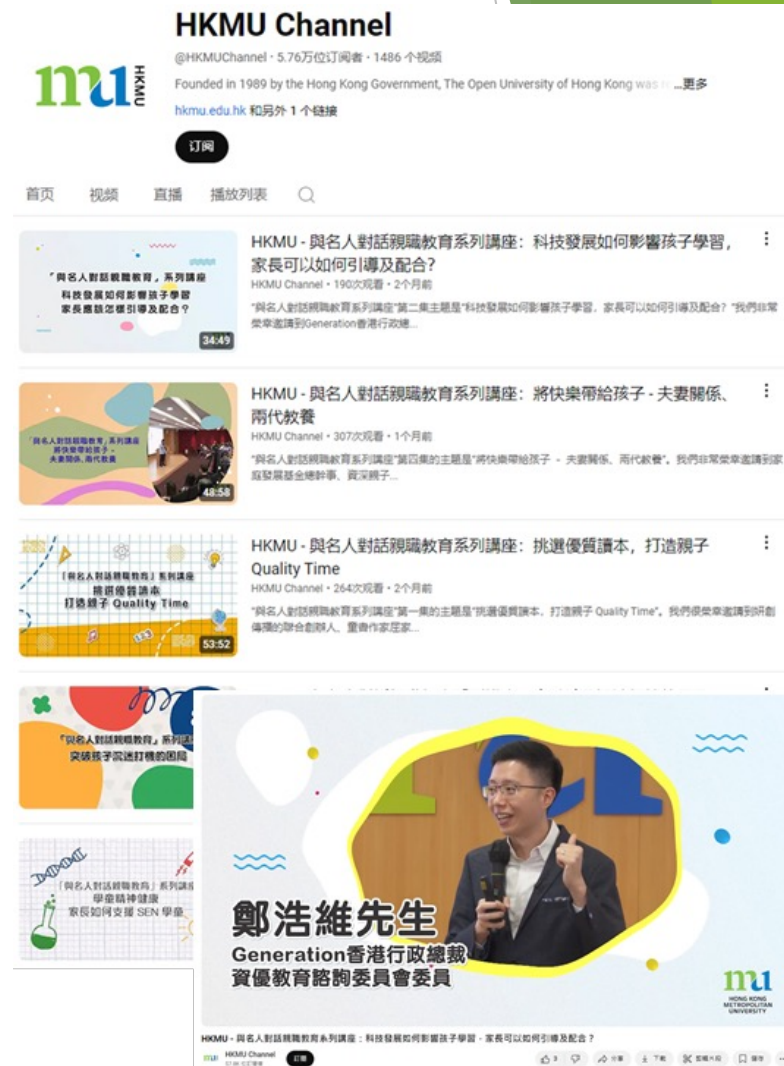 HKMU Channel
mu HKMU
@HKMUChannel · 5.76万位订阅者 · 1486 个视频
Founded in 1989 by the Hong Kong Government, The Open University of Hong Kong was ...更多
hkmu.edu.hk 和另外 1 个链接
订阅
首页 视频 直播 播放列表
「與名人對話親職教育」系列講座
科技發展如何影響孩子學習
家長應該怎樣引導及配合？
34:49
HKMU - 與名人對話親職教育系列講座：科技發展如何影響孩子學習，
家長可以如何引導及配合？
HKMU Channel · 190次观看 · 2个月前
"與名人對話親職教育系列講座"第二集主題是"科技發展如何影響孩子學習，家長可以如何引導及配合？"我們非常
榮幸邀請到Generation香港行政總...
「與名人對話親職教育」系列講座
將快樂帶給孩子 -
夫妻關係、兩代教養
48:58
HKMU - 與名人對話親職教育系列講座：將快樂帶給孩子 - 夫妻關係、
兩代教養
HKMU Channel · 307次观看 · 1个月前
"與名人對話親職教育系列講座"第四集的主題是"將快樂帶給孩子 - 夫妻關係、兩代教養"。我們非常榮幸邀請到家
庭發展基金總幹事、資深親子...
「與名人對話親職教育」系列講座
挑選優質讀本
打造親子 Quality Time
53:52
HKMU - 與名人對話親職教育系列講座：挑選優質讀本，打造親子
Quality Time
HKMU Channel · 264次观看 · 2个月前
"與名人對話親職教育系列講座"第一集的主題是"挑選優質讀本，打造親子 Quality Time"。我們很榮幸邀請到研創
傳播的聯合創辦人、童書作家屈家...
「與名人對話親職教育」系列講
突破孩子沉迷打機的困局
「與名人對話親職教育」系列講座
學童精神健康
家長如何支援 SEN 學童
鄭浩維先生
Generation香港行政總裁
資優教育諮詢委員會委員
mu
HONG KONG
METROPOLITAN
UNIVERSITY
HKMU - 與名人對話親職教育系列講座：科技發展如何影響孩子學習，家長可以如何引導及配合？
mu HKMU Channel 訂閱
3 分享 下載 剪輯片段 儲存